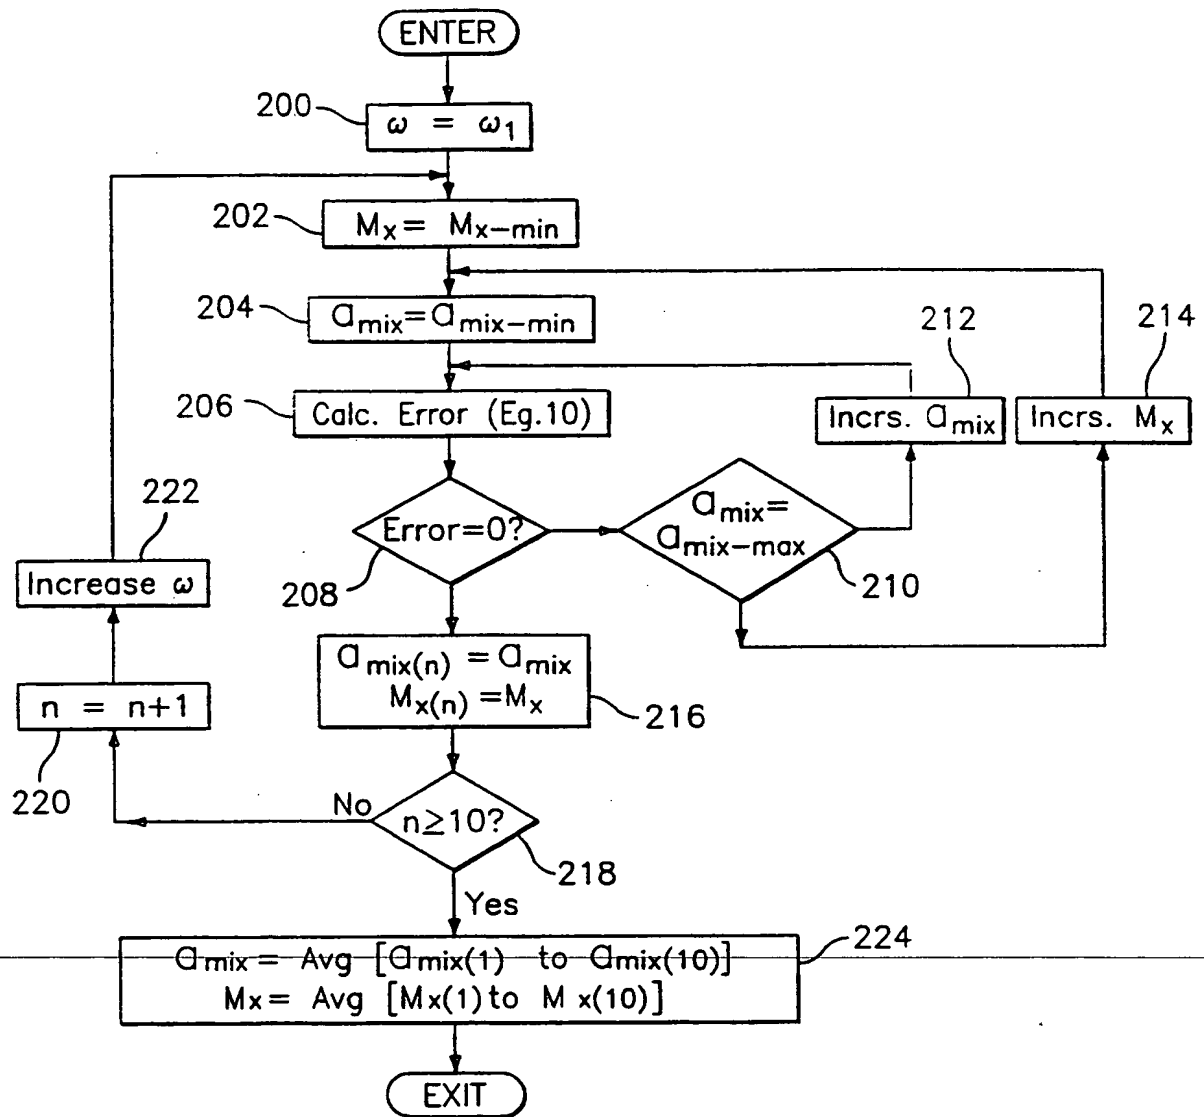 ENTER
200
ω = ω1
202
Mx= Mx-min
204
amix=amix-min
212
214
206
Calc. Error (Eg.10)
Incrs. amix
Incrs. Mx
222
Error=0?
amix=
amix-max
Increase ω
208
210
amix(n) =amix
Mx(n) =Mx
n = n+1
216
220
No
n≥10?
218
Yes
224
amix= Avg [amix(1) to amix(10)]
Mx= Avg [Mx(1) to M x(10)]
EXIT